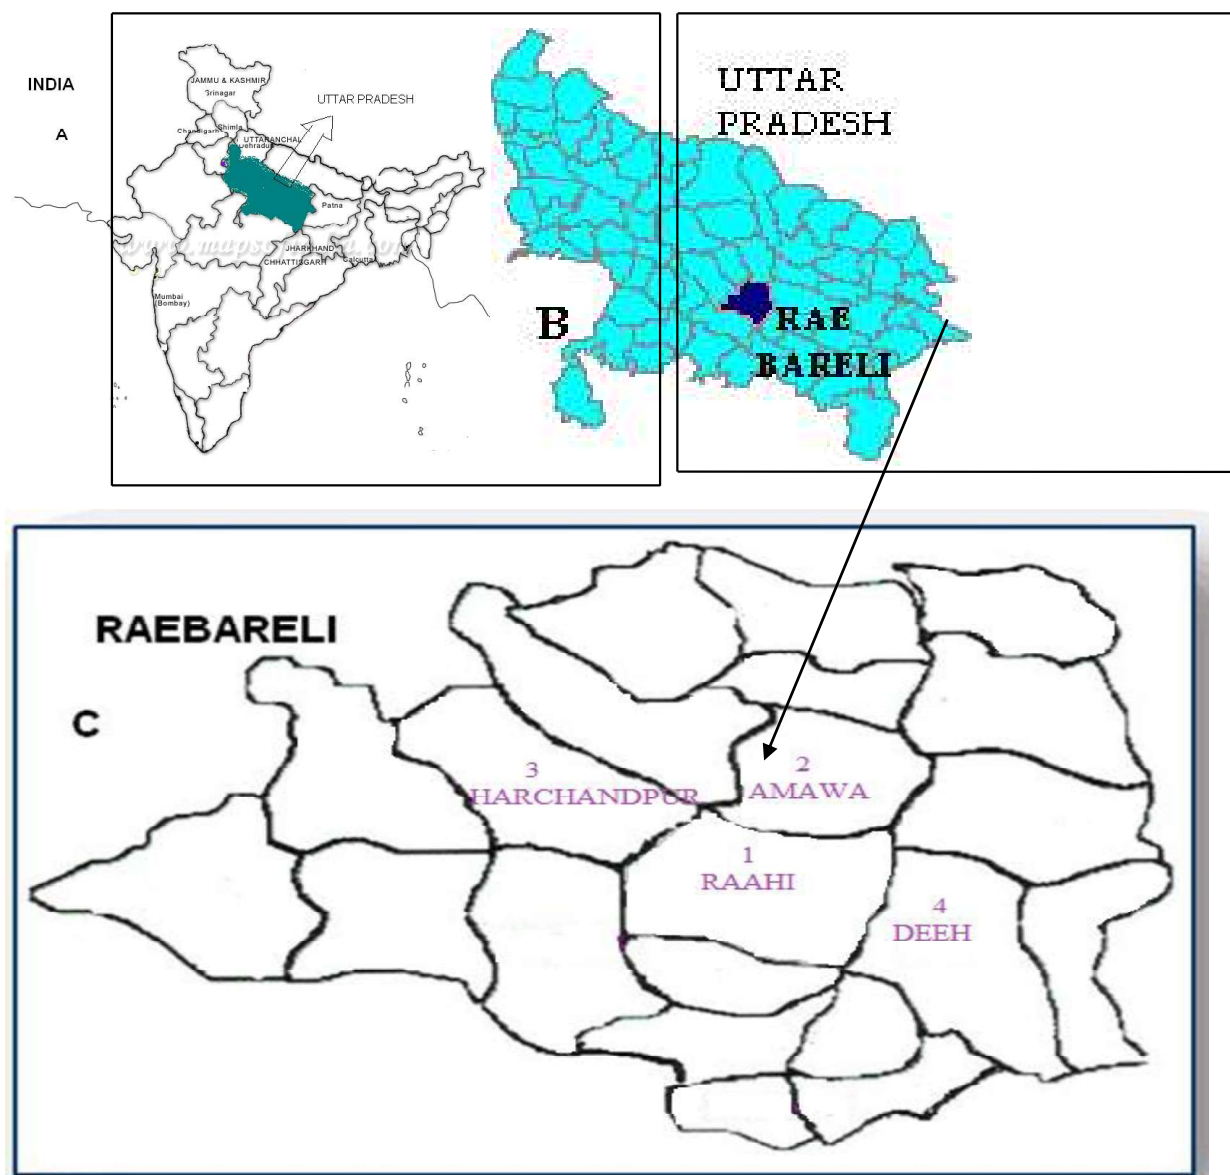 INDIA
A
JAMMU & KASHMIR
Srinagar
UTTAR PRADESH
Shimla
Chandigarh
UTTARANCHAL
Dehradun
Patna
JHARKHAND
CHHATTISGARH
Calcutta
Mumbai
(Bombay)
UTTAR
PRADESH
B
RAE
BARELI
RAEBARELI
C
3
HARCHANDPUR
2
AMAWA
1
RAAHI
4
DEEH